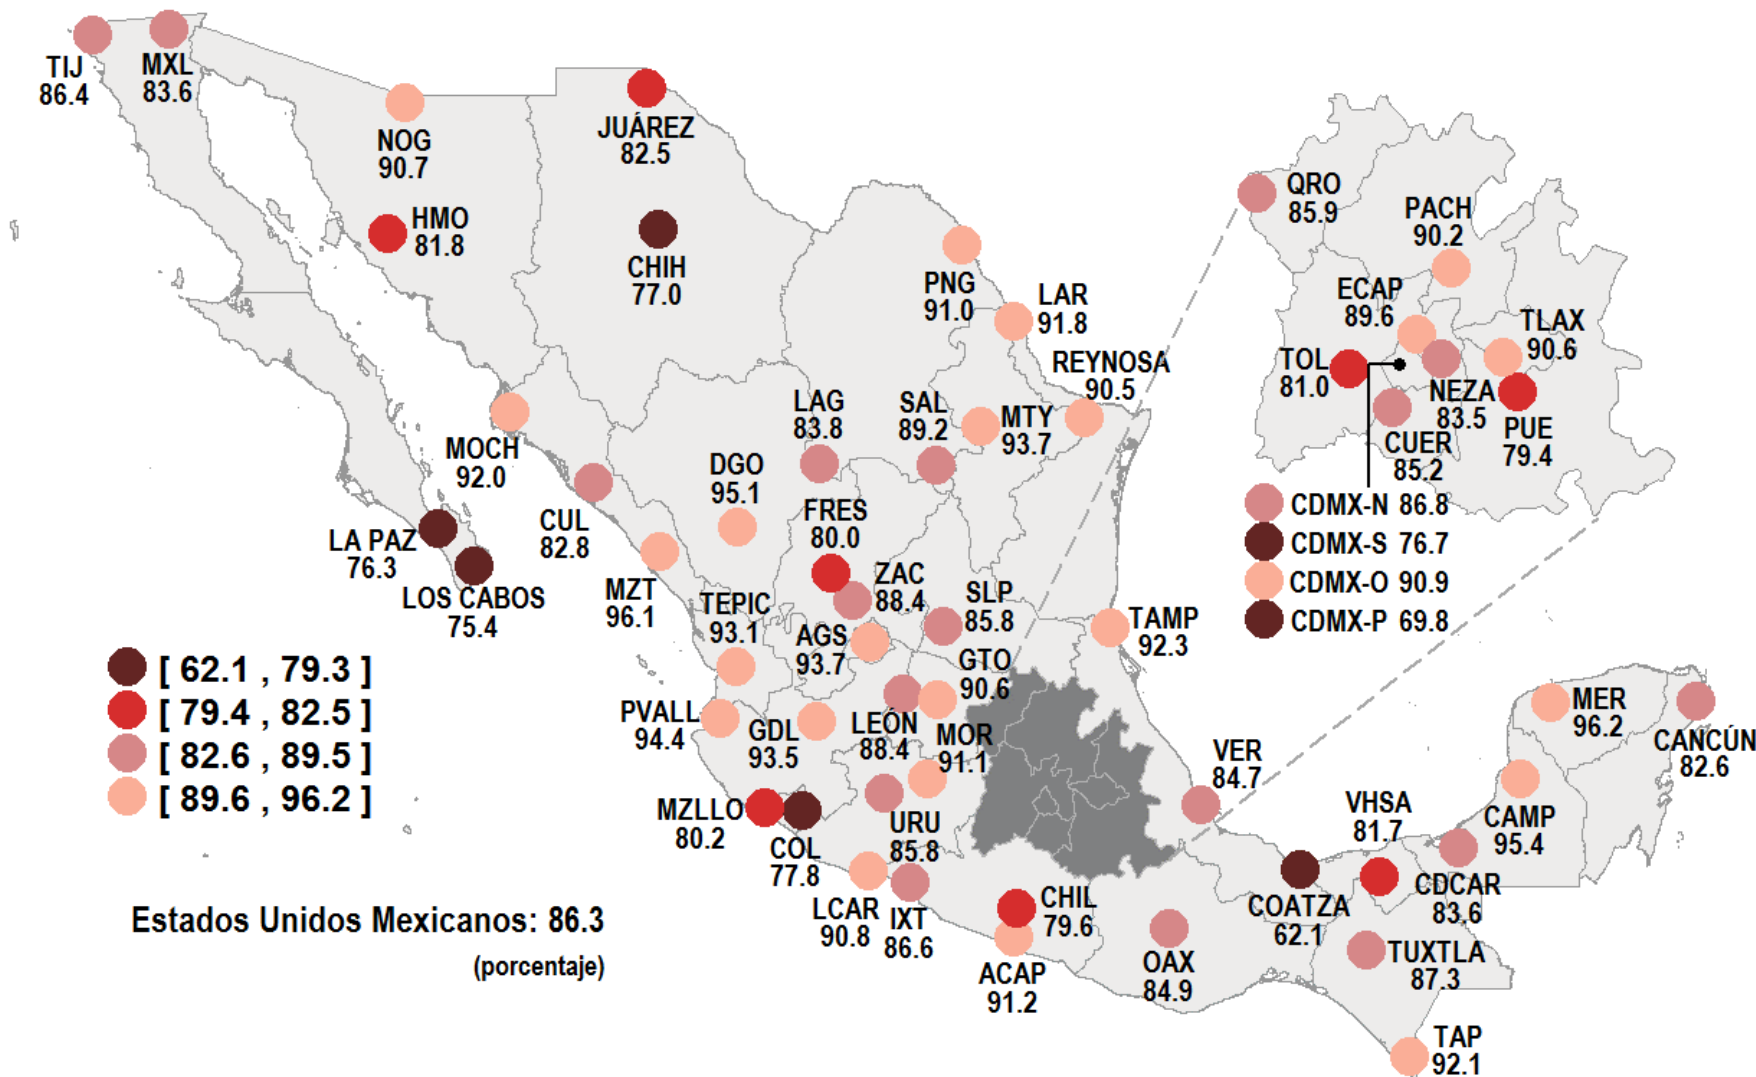 TIJ
86.4
MXL
83.6
NOG
90.7
HMO
81.8
JUÁREZ
82.5
CHIH
77.0
PNG
91.0
LAR
91.8
REYNOSA
90.5
MOCH
92.0
LAG
83.8
SAL
89.2
MTY
93.7
DGO
95.1
CUL
82.8
FRES
80.0
LA PAZ
76.3
LOS CABOS
75.4
MZT
96.1
ZAC
88.4
SLP
85.8
TEPIC
93.1
AGS
93.7
TAMP
92.3
GTO
90.6
PVALL
94.4
GDL
93.5
LEÓN
88.4
MOR
91.1
MZLLO
80.2
COL
77.8
URU
85.8
LCAR
90.8
IXT
86.6
CHIL
79.6
ACAP
91.2
OAX
84.9
VER
84.7
COATZA
62.1
VHSA
81.7
CDCAR
83.6
TUXTLA
87.3
TAP
92.1
CAMP
95.4
MER
96.2
CANCÚN
82.6
QRO
85.9
PACH
90.2
ECAP
89.6
TLAX
90.6
TOL
81.0
NEZA
83.5
CUER
85.2
PUE
79.4
CDMX-N 86.8
CDMX-S 76.7
CDMX-O 90.9
CDMX-P 69.8
[ 62.1 , 79.3 ]
[ 79.4 , 82.5 ]
[ 82.6 , 89.5 ]
[ 89.6 , 96.2 ]
Estados Unidos Mexicanos: 86.3
(porcentaje)